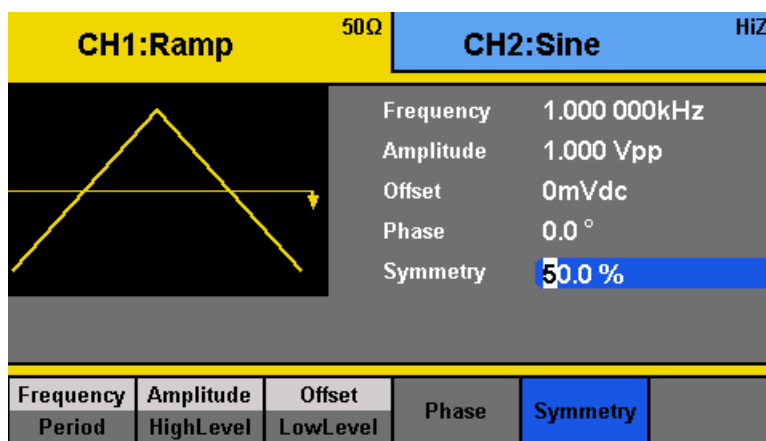 CH1:Ramp 50Ω CH2:Sine HiZ
Frequency 1.000 000kHz
Amplitude 1.000 Vpp
Offset 0mVdc
Phase 0.0 °
Symmetry 50.0 %
Frequency Amplitude Offset Phase Symmetry
Period HighLevel LowLevel